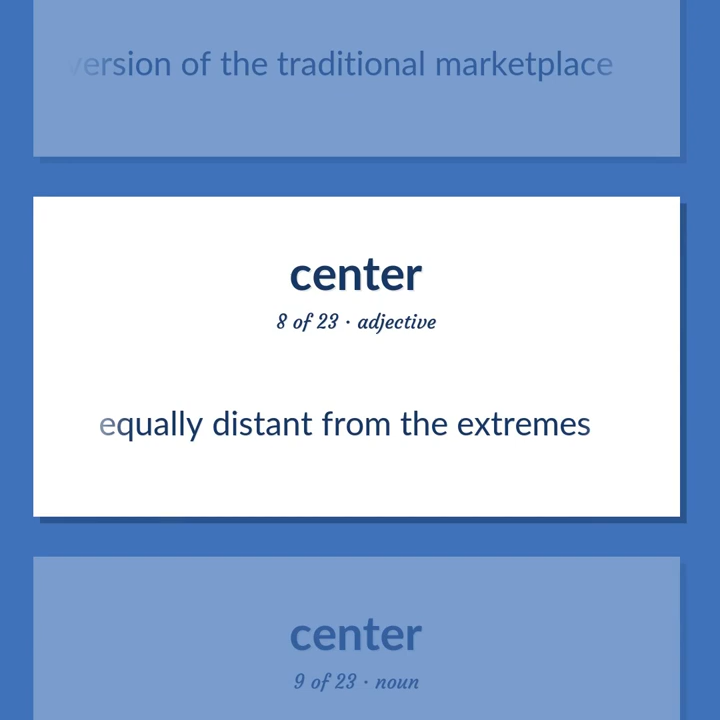 version of the traditional marketplace
center
8 of 23 · adjective
equally distant from the extremes
center
9 of 23 · noun